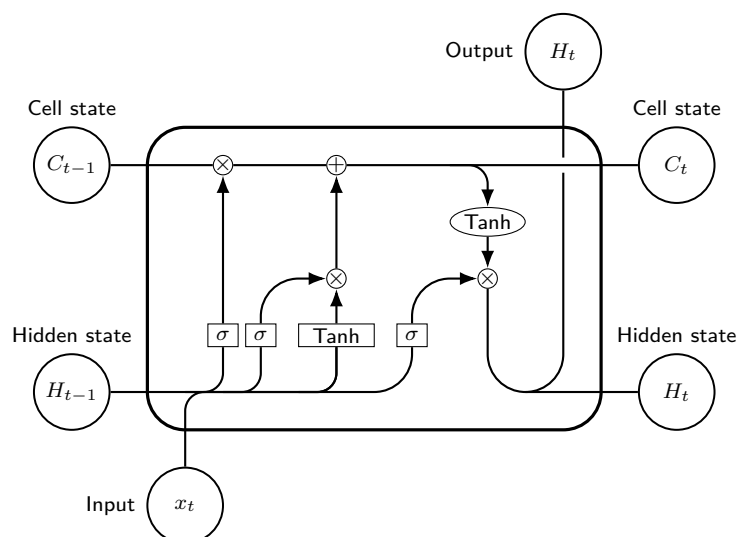 Output
H_t
Cell state
Cell state
C_{t−1}
×
+
C_t
Tanh
×
×
σ
σ
Tanh
σ
Hidden state
Hidden state
H_{t−1}
H_t
Input
x_t